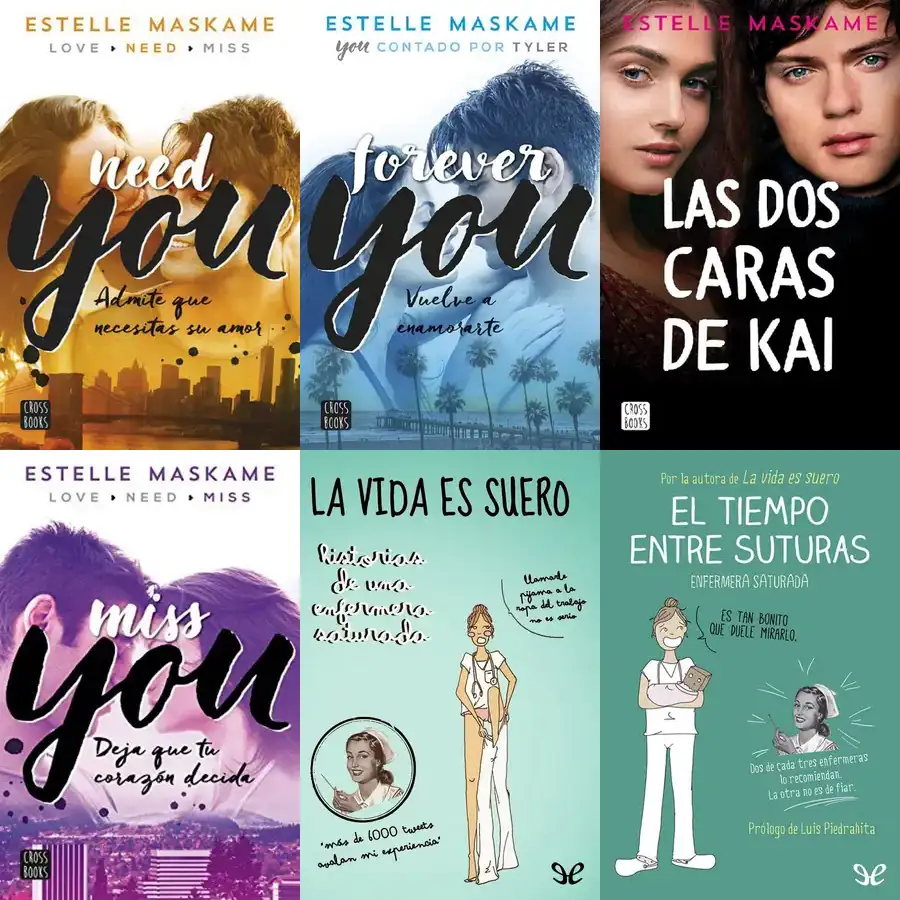 ESTELLE MASKAME
LOVE ▸ NEED ▸ MISS
need
you
Admite que
necesitas su amor
CROSS
BOOKS
ESTELLE MASKAME
you CONTADO POR TYLER
forever
you
Vuelve a
enamorarte
CROSS
BOOKS
ESTELLE MASKAME
LAS DOS
CARAS
DE KAI
CROSS
BOOKS
ESTELLE MASKAME
LOVE ▸ NEED ▸ MISS
miss
you
Deja que tu
corazón decida
CROSS
BOOKS
LA VIDA ES SUERO
historias
de una
enfermera
saturada
Llamarle
pijama a la
ropa del trabajo
no es serio
"más de 6000 tweets
avalan mi experiencia"
Por la autora de La vida es suero
EL TIEMPO
ENTRE SUTURAS
ENFERMERA SATURADA
ES TAN BONITO
QUE DUELE MIRARLO.
Dos de cada tres enfermeras
lo recomiendan.
La otra no es de fiar.
Prólogo de Luis Piedrahita